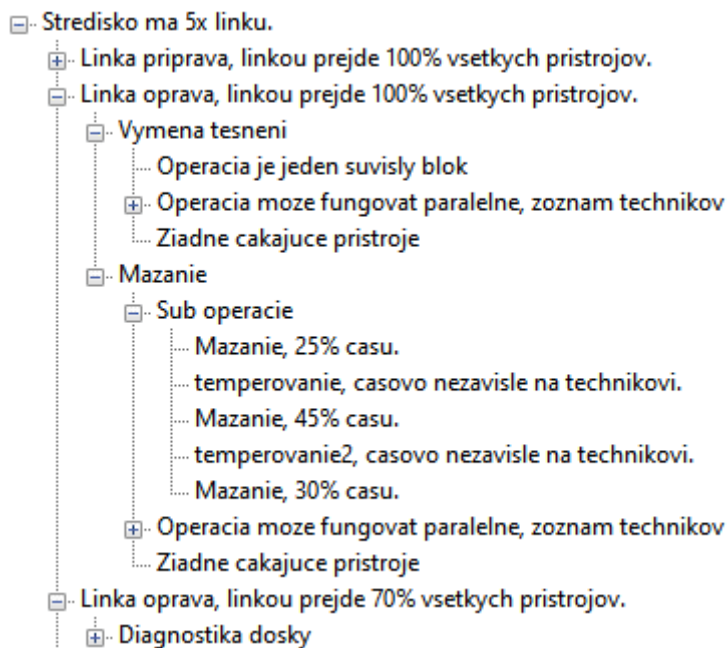 Stredisko ma 5x linku.
Linka priprava, linkou prejde 100% vsetkych pristrojov.
Linka oprava, linkou prejde 100% vsetkych pristrojov.
Vymena tesneni
Operacia je jeden suvisly blok
Operacia moze fungovat paralelne, zoznam technikov
Ziadne cakajuce pristroje
Mazanie
Sub operacie
Mazanie, 25% casu.
temperovanie, casovo nezavisle na technikovi.
Mazanie, 45% casu.
temperovanie2, casovo nezavisle na technikovi.
Mazanie, 30% casu.
Operacia moze fungovat paralelne, zoznam technikov
Ziadne cakajuce pristroje
Linka oprava, linkou prejde 70% vsetkych pristrojov.
Diagnostika dosky